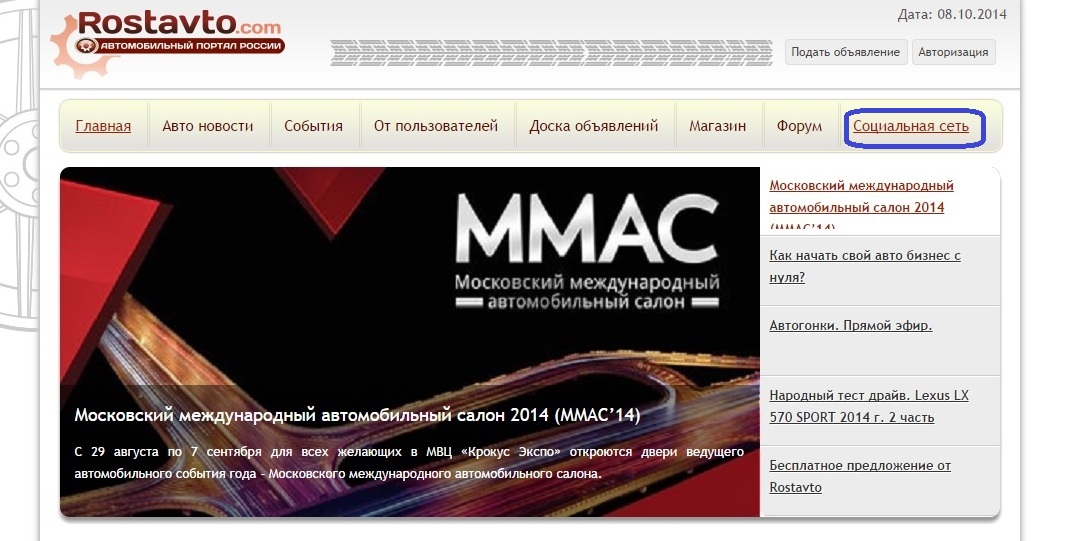 Rostavto.com
АВТОМОБИЛЬНЫЙ ПОРТАЛ РОССИИ
Дата: 08.10.2014
Подать объявление
Авторизация
Главная
Авто новости
События
От пользователей
Доска объявлений
Магазин
Форум
Социальная сеть
ММАС
Московский международный
автомобильный салон
Московский международный автомобильный салон 2014 (ММАС’14)
С 29 августа по 7 сентября для всех желающих в МВЦ «Крокус Экспо» откроются двери ведущего
автомобильного события года - Московского международного автомобильного салона.
Московский международный
автомобильный салон 2014
(ММАС’14)
Как начать свой авто бизнес с
нуля?
Автогонки. Прямой эфир.
Народный тест драйв. Lexus LX
570 SPORT 2014 г. 2 часть
Бесплатное предложение от
Rostavto